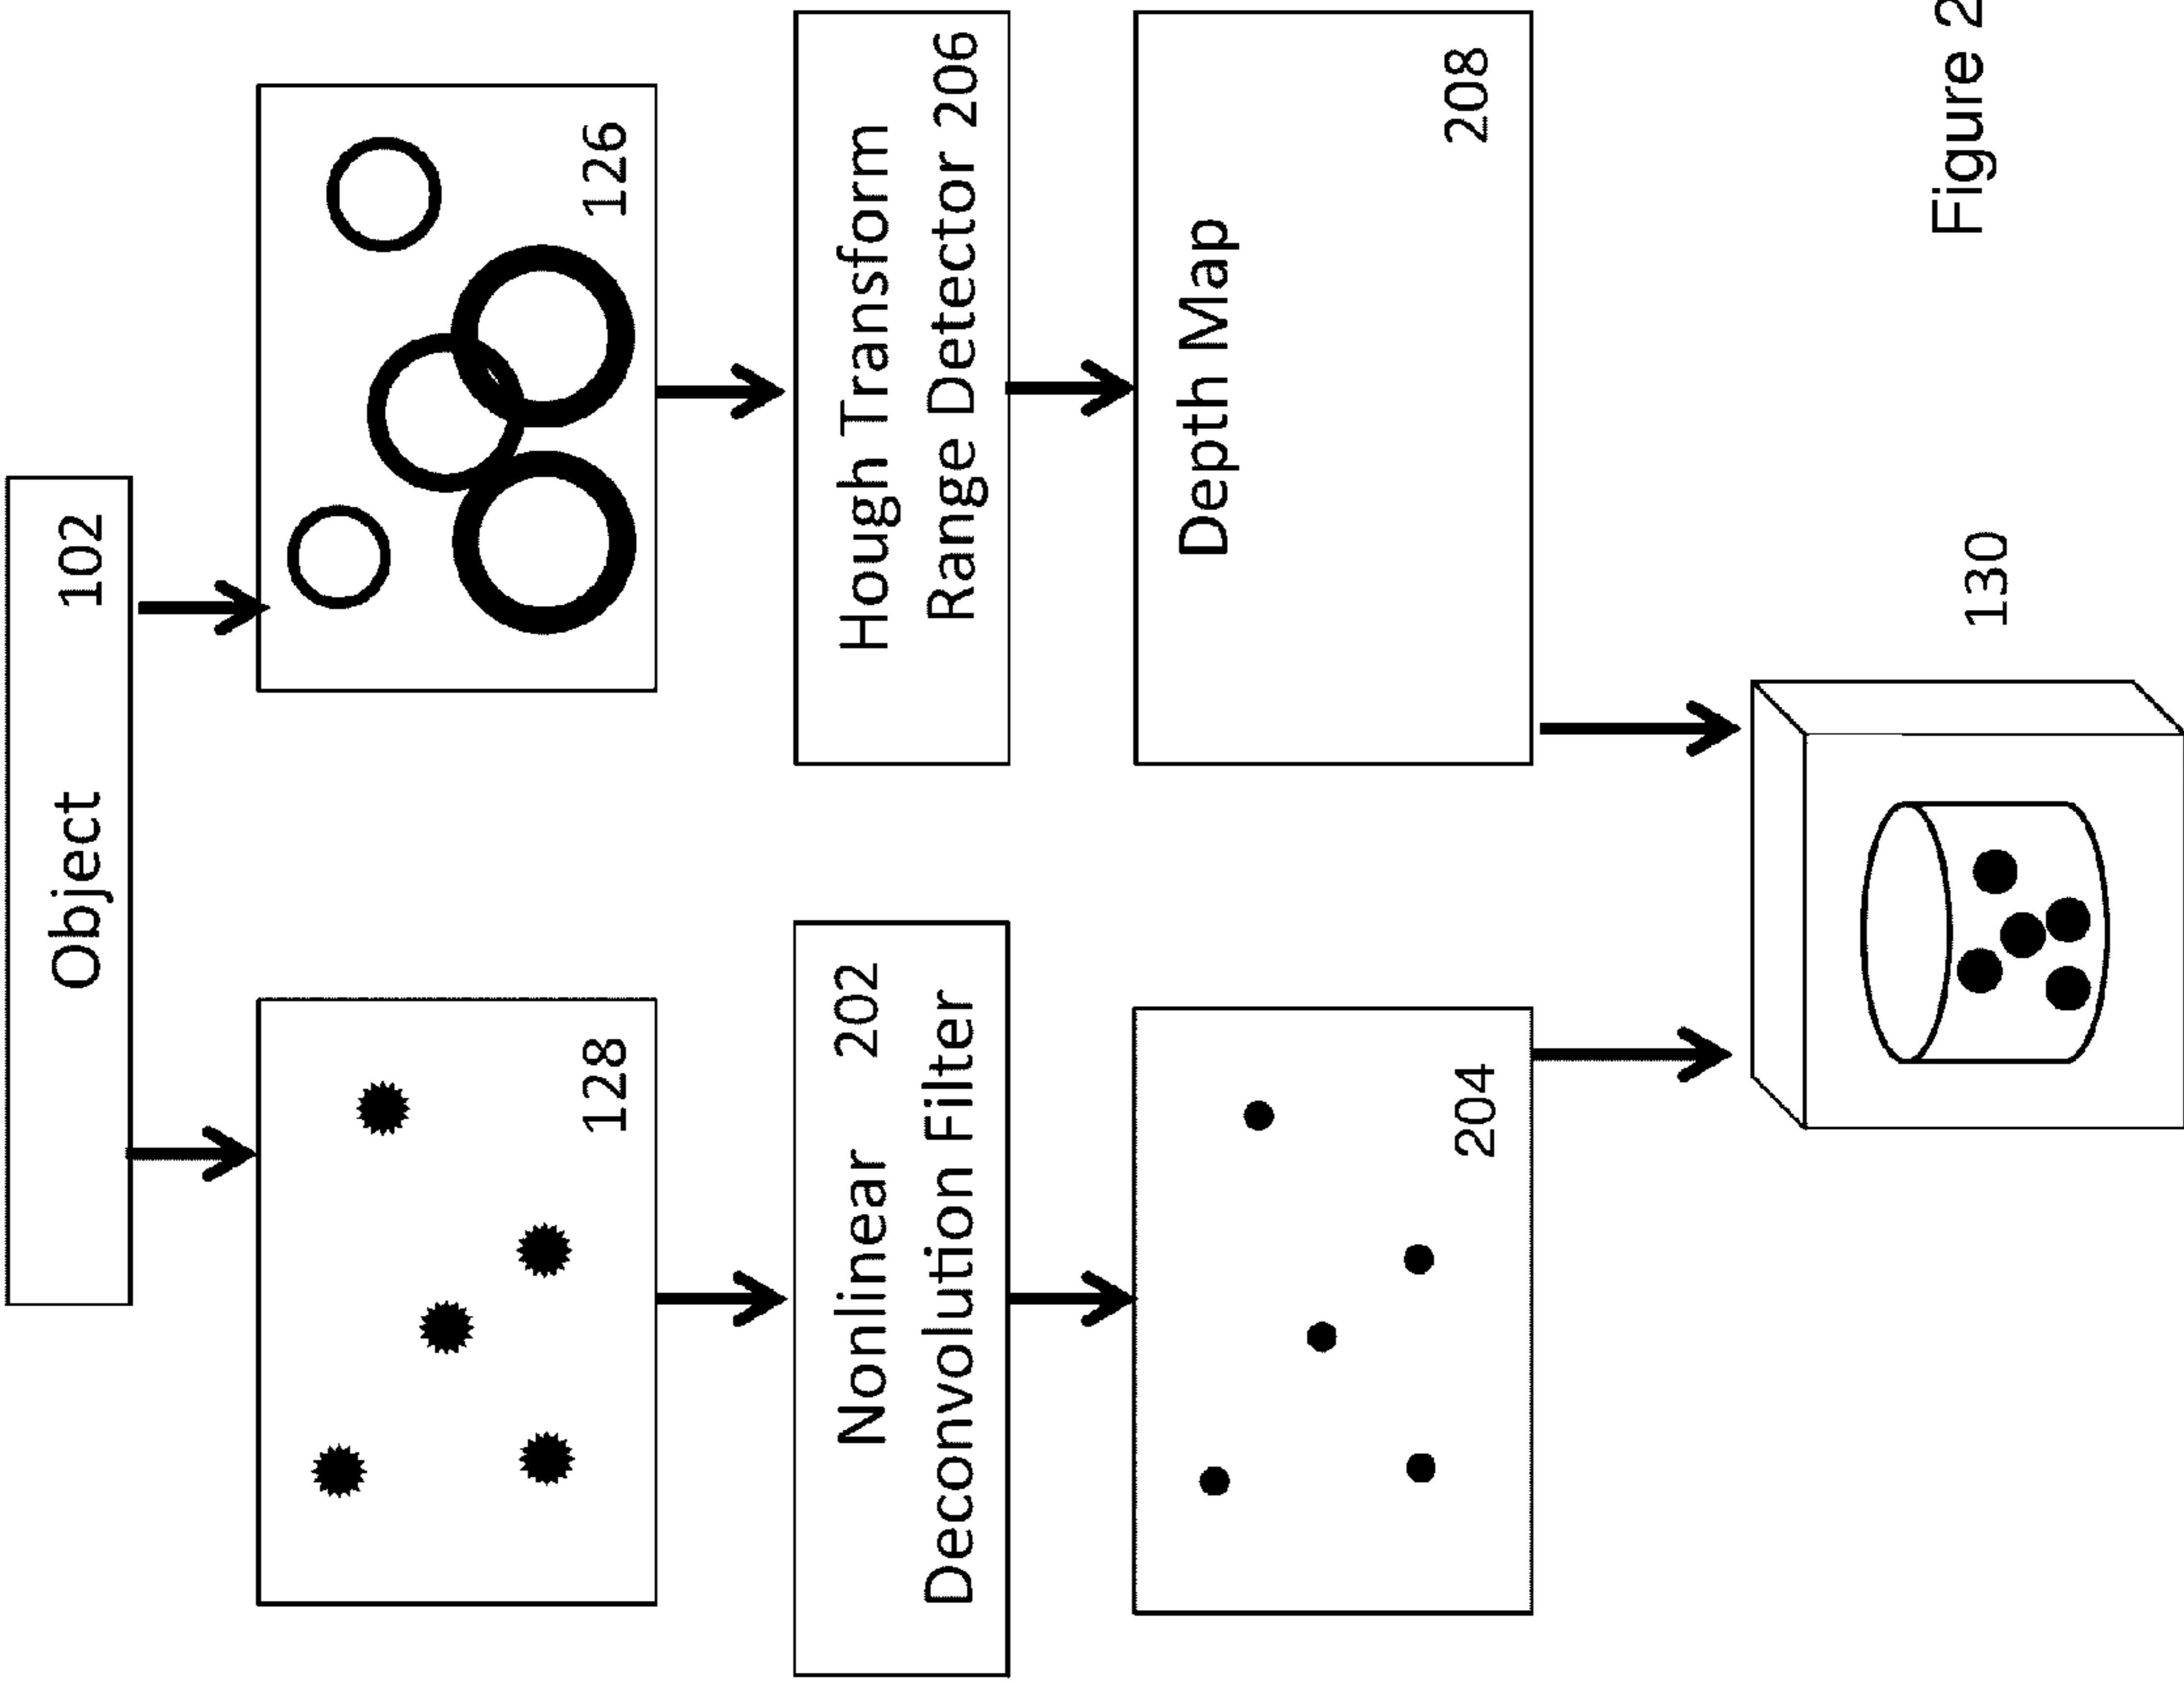 Object 102
128
126
Nonlinear 202
Deconvolution Filter
Hough Transform
Range Detector 206
204
Depth Map
208
130
Figure 2